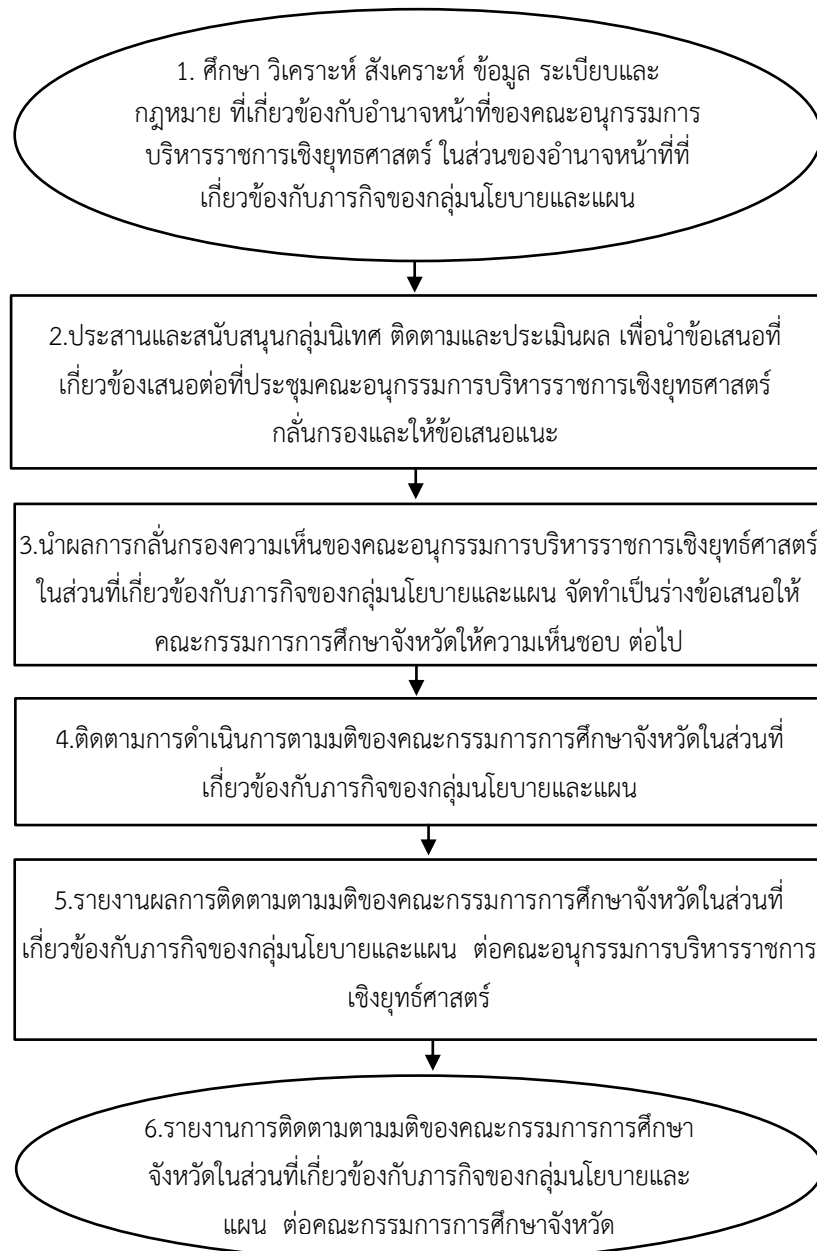 1. ศึกษา วิเคราะห์ สังเคราะห์ ข้อมูล ระเบียบและ
กฎหมาย ที่เกี่ยวข้องกับอำนาจหน้าที่ของคณะอนุกรรมการ
บริหารราชการเชิงยุทธศาสตร์ ในส่วนของอำนาจหน้าที่ที่
เกี่ยวข้องกับภารกิจของกลุ่มนโยบายและแผน
2.ประสานและสนับสนุนกลุ่มนิเทศ ติดตามและประเมินผล เพื่อนำข้อเสนอที่
เกี่ยวข้องเสนอต่อที่ประชุมคณะอนุกรรมการบริหารราชการเชิงยุทธศาสตร์
กลั่นกรองและให้ข้อเสนอแนะ
3.นำผลการกลั่นกรองความเห็นของคณะอนุกรรมการบริหารราชการเชิงยุทธ์ศาสตร์
ในส่วนที่เกี่ยวข้องกับภารกิจของกลุ่มนโยบายและแผน จัดทำเป็นร่างข้อเสนอให้
คณะกรรมการการศึกษาจังหวัดให้ความเห็นชอบ ต่อไป
4.ติดตามการดำเนินการตามมติของคณะกรรมการการศึกษาจังหวัดในส่วนที่
เกี่ยวข้องกับภารกิจของกลุ่มนโยบายและแผน
5.รายงานผลการติดตามตามมติของคณะกรรมการการศึกษาจังหวัดในส่วนที่
เกี่ยวข้องกับภารกิจของกลุ่มนโยบายและแผน  ต่อคณะอนุกรรมการบริหารราชการ
เชิงยุทธ์ศาสตร์
6.รายงานการติดตามตามมติของคณะกรรมการการศึกษา
จังหวัดในส่วนที่เกี่ยวข้องกับภารกิจของกลุ่มนโยบายและ
แผน  ต่อคณะกรรมการการศึกษาจังหวัด